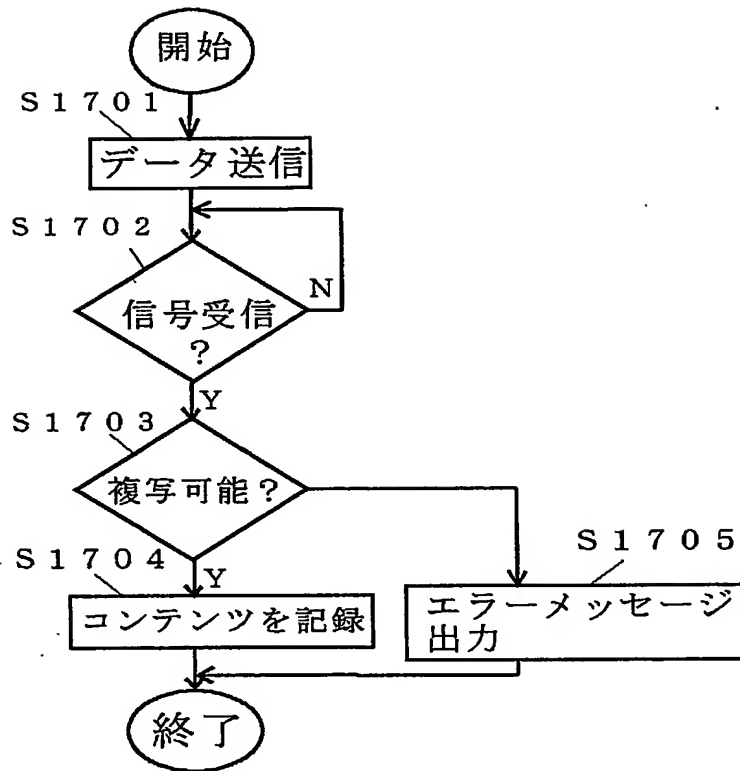 開始
S1701
データ送信
S1702
信号受信
?
N
Y
S1703
複写可能?
S1704
Y
コンテンツを記録
S1705
エラーメッセージ
出力
終了